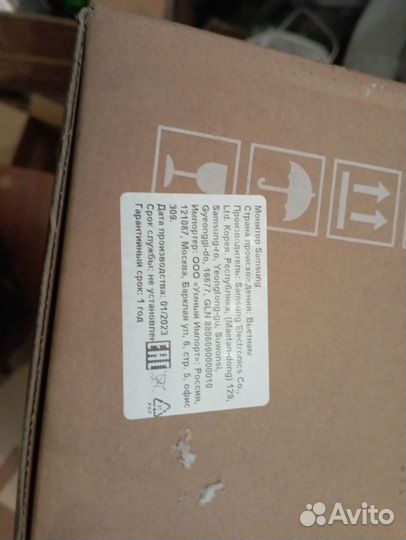 Монитор Samsung
Страна происхождения: Вьетнам
Производитель: Samsung Electronics Co.,
Ltd. Корея, Республика, (Maetan-dong) 129,
Samsung-ro, Yeongtong-gu, Suwonsi,
Gyeonggi-do, 16677, GLN 8806090000010
Импортер: ООО «Умный Импорт»: Россия,
121087, Москва, Барклая ул, 6, стр. 5, офис
309.
Дата производства: 01/2023
Срок службы: не установлен
Гарантийный срок: 1 год
Avito